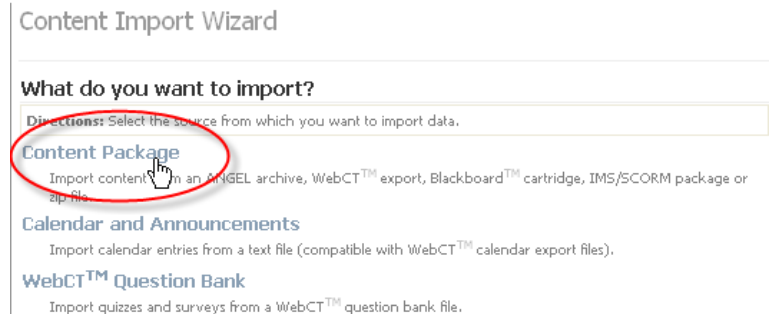 Content Import Wizard
What do you want to import?
Directions: Select the source from which you want to import data.
Content Package
Import content from an ANGEL archive, WebCT™ export, Blackboard™ cartridge, IMS/SCORM package or
zip file.
Calendar and Announcements
Import calendar entries from a text file (compatible with WebCT™ calendar export files).
WebCT™ Question Bank
Import quizzes and surveys from a WebCT™ question bank file.